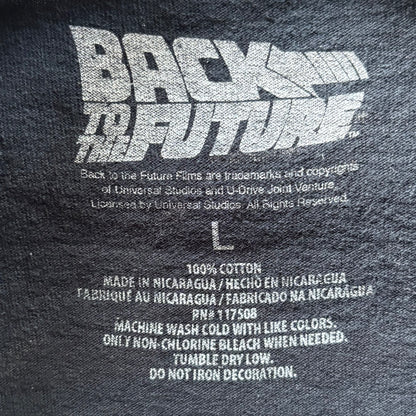 BACK
TO THE FUTURE™
Back to the Future Films are trademarks and copyrights
of Universal Studios and U-Drive Joint Venture.
Licensed by Universal Studios. All Rights Reserved.
L
100% COTTON
MADE IN NICARAGUA / HECHO EN NICARAGUA
FABRIQUE AU NICARAGUA / FABRICADO NA NICARÁGUA
RN# 117508
MACHINE WASH COLD WITH LIKE COLORS.
ONLY NON-CHLORINE BLEACH WHEN NEEDED.
TUMBLE DRY LOW.
DO NOT IRON DECORATION.